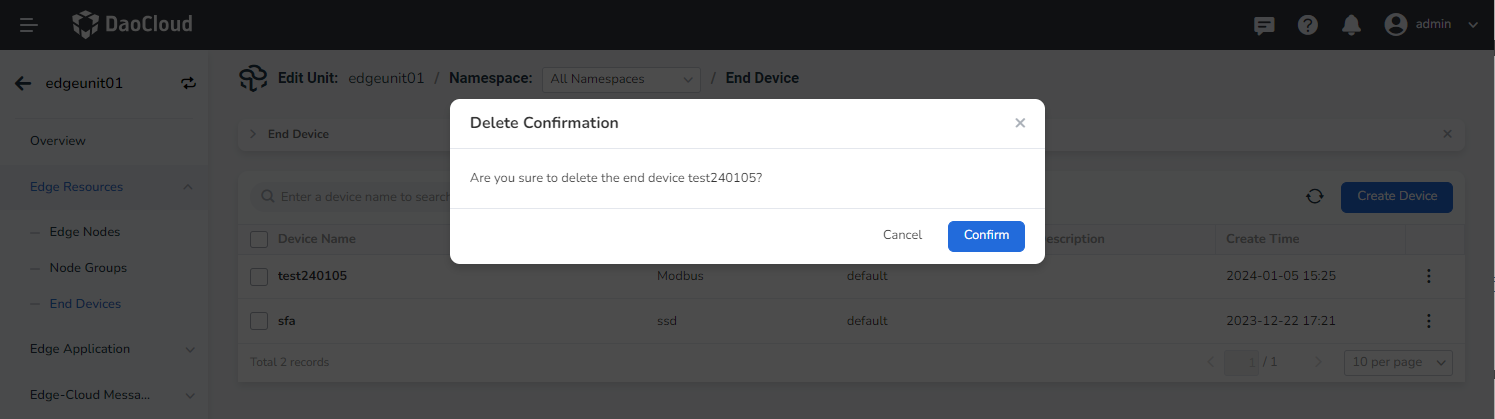 DaoCloud
admin
edgeunit01
Edit Unit: edgeunit01 / Namespace: All Namespaces / End Device
Overview
Edge Resources
Edge Nodes
Node Groups
End Devices
Edge Application
Edge-Cloud Messa...
End Device
Delete Confirmation
Are you sure to delete the end device test240105?
Cancel Confirm
Enter a device name to search
Create Device
Device Name Description Create Time
test240105 Modbus default 2024-01-05 15:25
sfa ssd default 2023-12-22 17:21
Total 2 records 1 / 1 10 per page